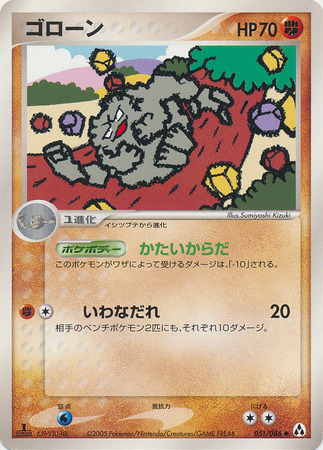 ゴローン HP70
Illus.Sumiyoshi Kizuki
1進化 イシツブテから進化
ポケボディー かたいからだ
このポケモンがワザによって受けるダメージは、「-10」される。
いわなだれ 20
相手のベンチポケモン2匹にも、それぞれ10ダメージ。
弱点 抵抗力 にげる
1
©2005 Pokémon/Nintendo/Creatures/GAME FREAK.
051/086